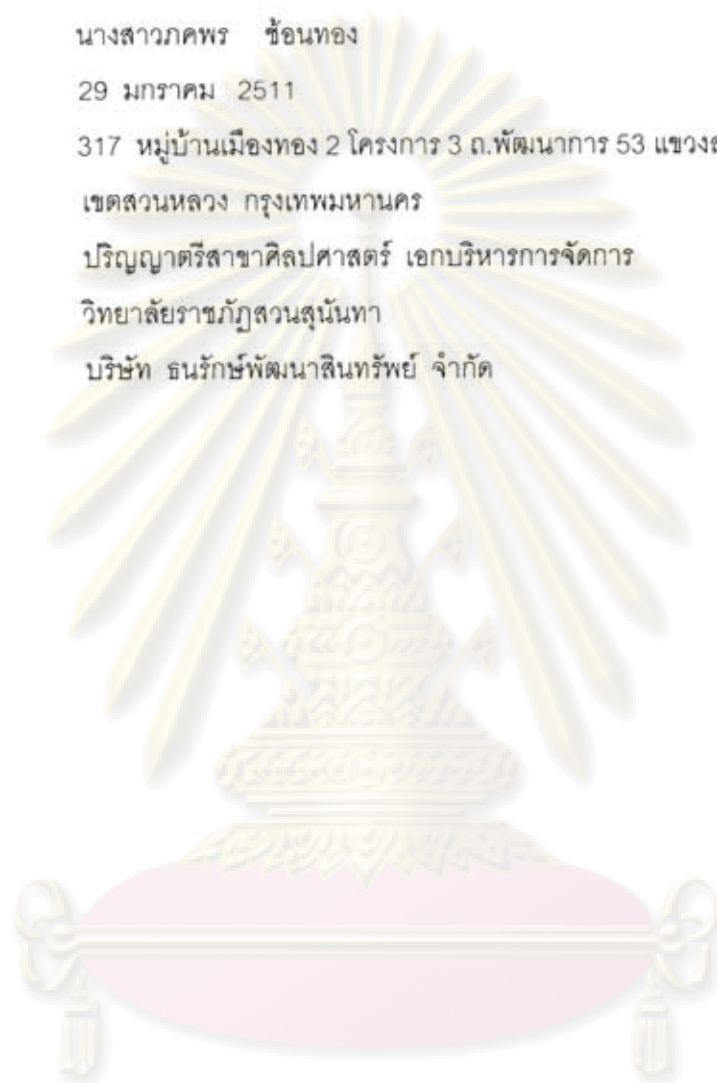 นางสาวภคพร ช้อนทอง
29 มกราคม 2511
317 หมู่บ้านเมืองทอง 2 โครงการ 3 ถ.พัฒนาการ 53 แขวงส
เขตสวนหลวง กรุงเทพมหานคร
ปริญญาตรีสาขาศิลปศาสตร์ เอกบริหารการจัดการ
วิทยาลัยราชภัฏสวนสุนันทา
บริษัท ธนรักษ์พัฒนาสินทรัพย์ จำกัด